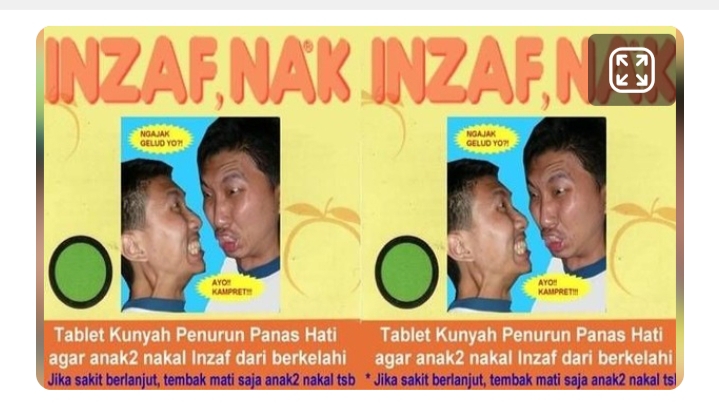 INZAF, NAK®
NGAJAK
GELUD YO?!
AYO!!
KAMPRET!!!
Tablet Kunyah Penurun Panas Hati
agar anak2 nakal Inzaf dari berkelahi
Jika sakit berlanjut, tembak mati saja anak2 nakal tsb
INZAF, NAK
NGAJAK
GELUD YO?!
AYO!!
KAMPRET!!!
Tablet Kunyah Penurun Panas Hati
agar anak2 nakal Inzaf dari berkelahi
* Jika sakit berlanjut, tembak mati saja anak2 nakal tsb